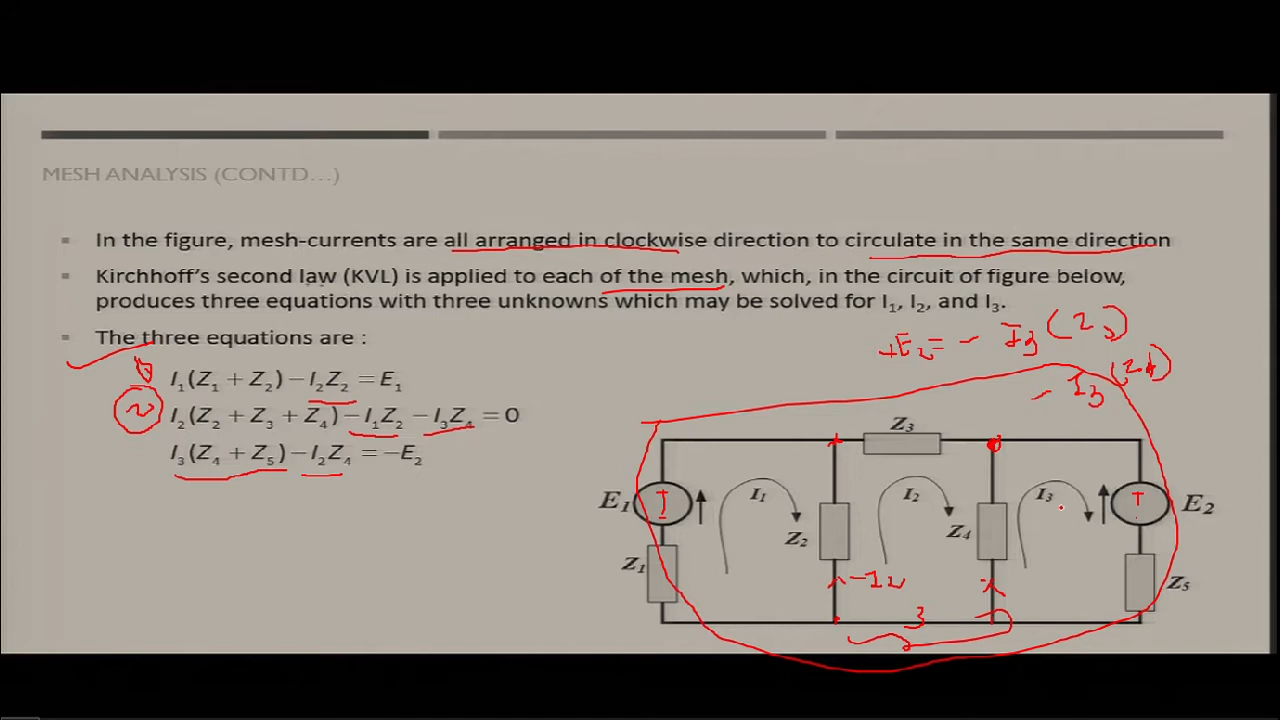 MESH ANALYSIS (CONTD…)
▪ In the figure, mesh-currents are all arranged in clockwise direction to circulate in the same direction
▪ Kirchhoff's second law (KVL) is applied to each of the mesh, which, in the circuit of figure below,
produces three equations with three unknowns which may be solved for I₁, I₂, and I₃.
▪ The three equations are :
I₁(Z₁ + Z₂) − I₂Z₂ = E₁
I₂(Z₂ + Z₃ + Z₄) − I₁Z₂ − I₃Z₄ = 0
I₃(Z₄ + Z₅) − I₂Z₄ = −E₂
+E₂ = − I₃
− I₃
Z₃
E₁
I₁
I₂
I₃
E₂
Z₂
Z₄
Z₁
Z₅
3